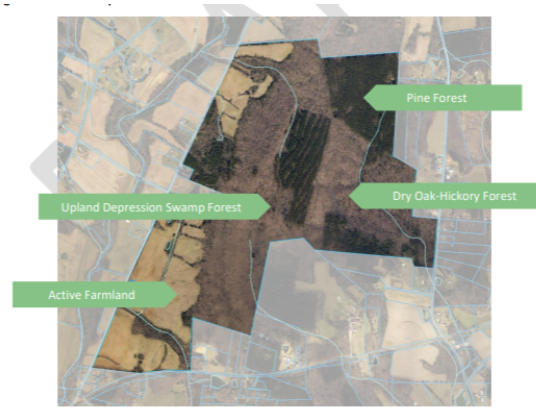 Pine Forest
Dry Oak-Hickory Forest
Upland Depression Swamp Forest
Active Farmland